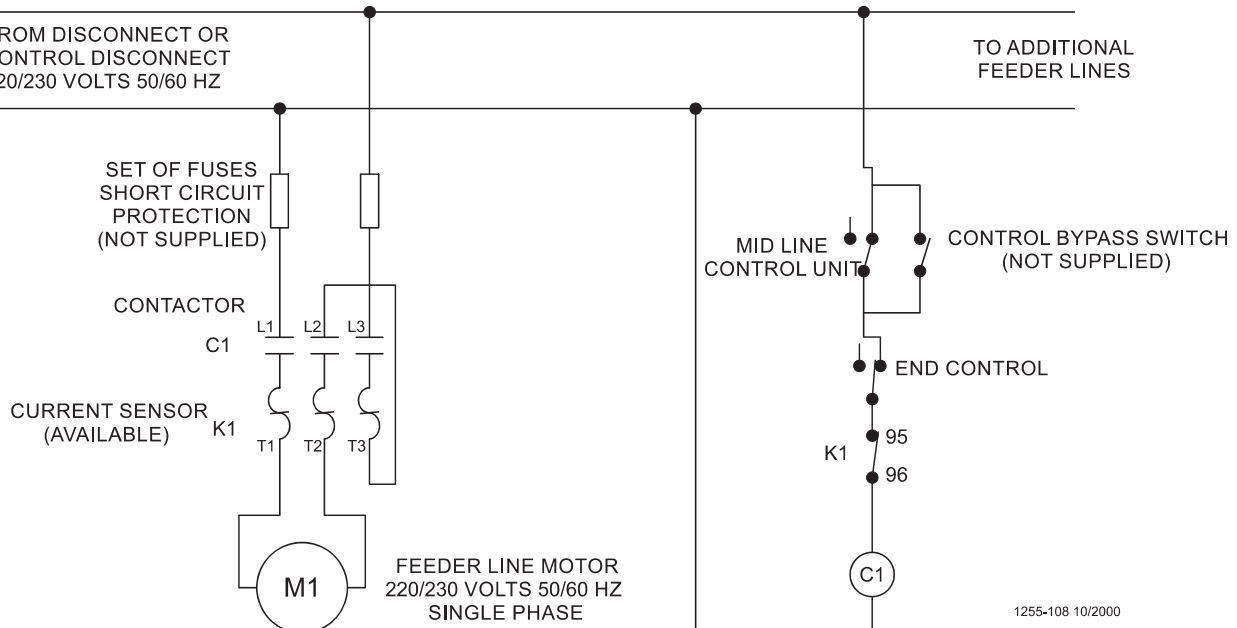 ROM DISCONNECT OR
ONTROL DISCONNECT
20/230 VOLTS 50/60 HZ
TO ADDITIONAL
FEEDER LINES
SET OF FUSES
SHORT CIRCUIT
PROTECTION
(NOT SUPPLIED)
MID LINE
CONTROL UNIT
CONTROL BYPASS SWITCH
(NOT SUPPLIED)
CONTACTOR
C1
L1 L2 L3
END CONTROL
CURRENT SENSOR
(AVAILABLE)
K1
T1 T2 T3
K1
95
96
M1
FEEDER LINE MOTOR
220/230 VOLTS 50/60 HZ
SINGLE PHASE
C1
1255-108 10/2000